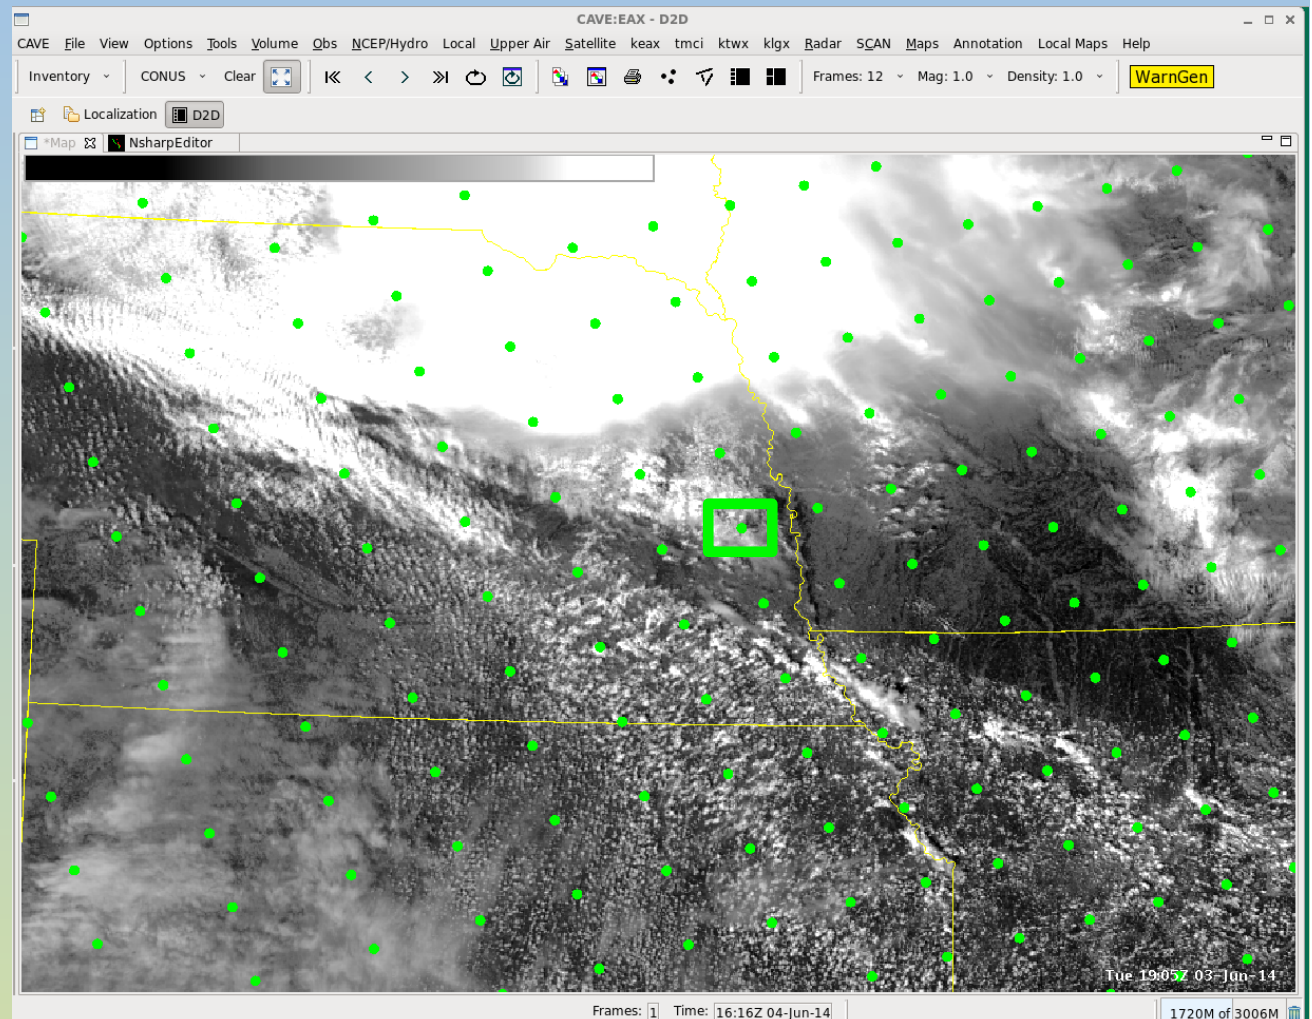 CAVE:EAX - D2D
CAVE File View Options Tools Volume Obs NCEP/Hydro Local Upper Air Satellite keax tmci ktwx klgx Radar SCAN Maps Annotation Local Maps Help
Inventory CONUS Clear Frames: 12 Mag: 1.0 Density: 1.0 WarnGen
Localization D2D
*Map NsharpEditor
Tue 19:05Z 03-Jun-14
Frames: 1 Time: 16:16Z 04-Jun-14 1720M of 3006M